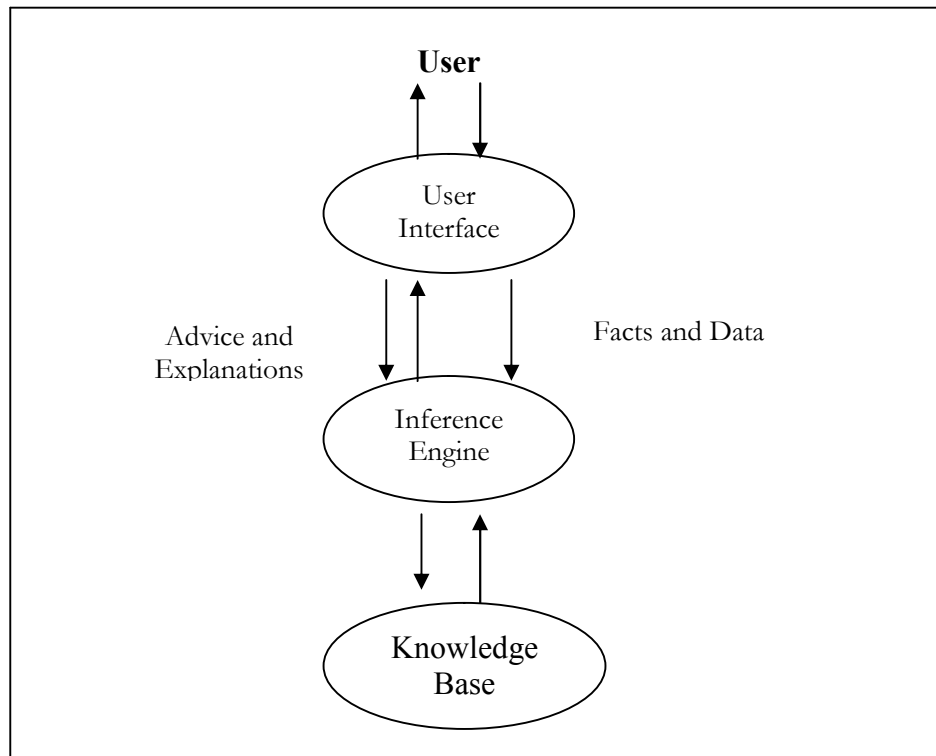 User
User
Interface
Advice and
Explanations
Facts and Data
Inference
Engine
Knowledge
Base